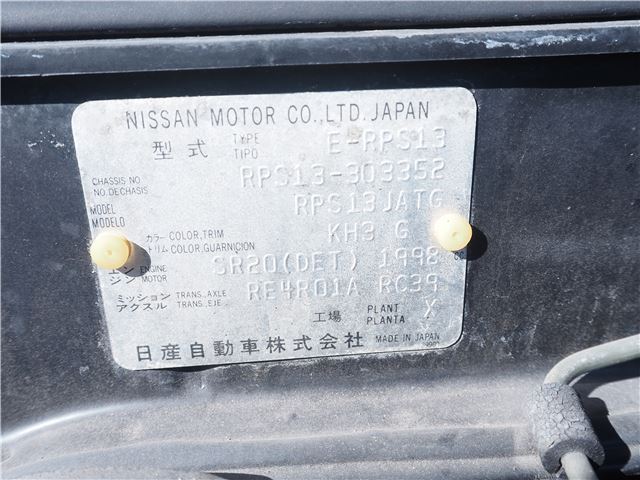 NISSAN MOTOR CO.,LTD.JAPAN
型式 TYPE TIPO E-RPS13
CHASSIS NO NO.DECHASIS RPS13-303352
MODEL MODELO RPS13JATG
カラー COLOR,TRIM トリム COLOR,GUARNICION KH3 G
エンジン ENGINE MOTOR SR20(DET) 1998 cc
ミッション アクスル TRANS.,AXLE TRANS.,EJE RE4R01A RC39
工場 PLANT PLANTA X
日産自動車株式会社 MADE IN JAPAN